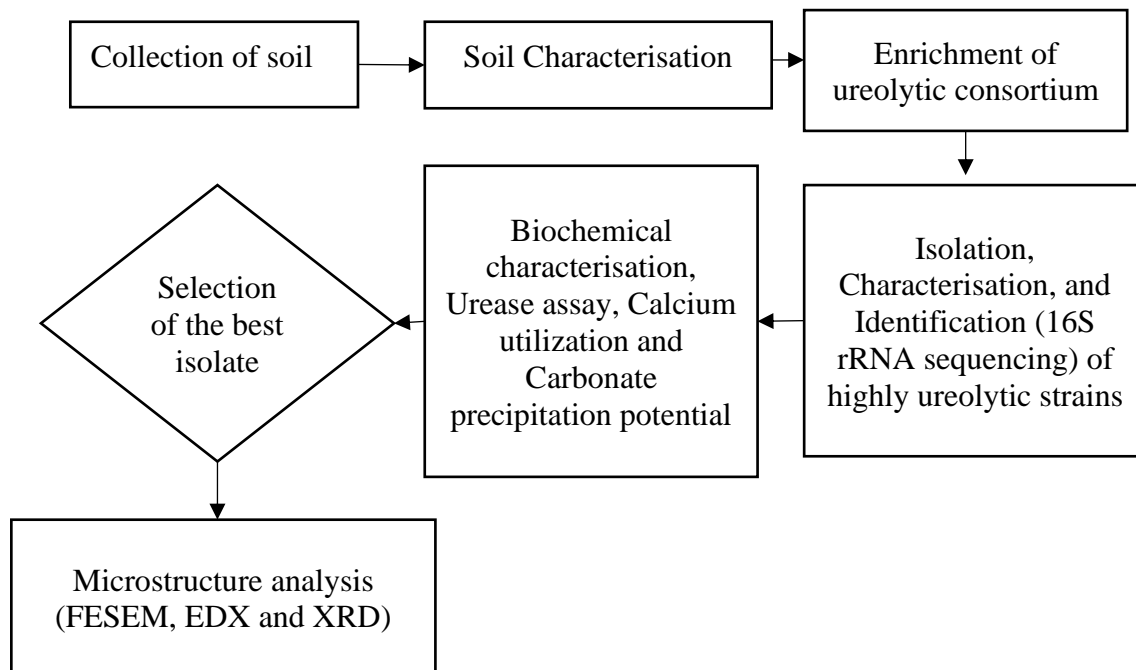 Collection of soil
Soil Characterisation
Enrichment of
ureolytic consortium
Isolation,
Characterisation, and
Identification (16S
rRNA sequencing) of
highly ureolytic strains
Biochemical
characterisation,
Urease assay, Calcium
utilization and
Carbonate
precipitation potential
Selection
of the best
isolate
Microstructure analysis
(FESEM, EDX and XRD)